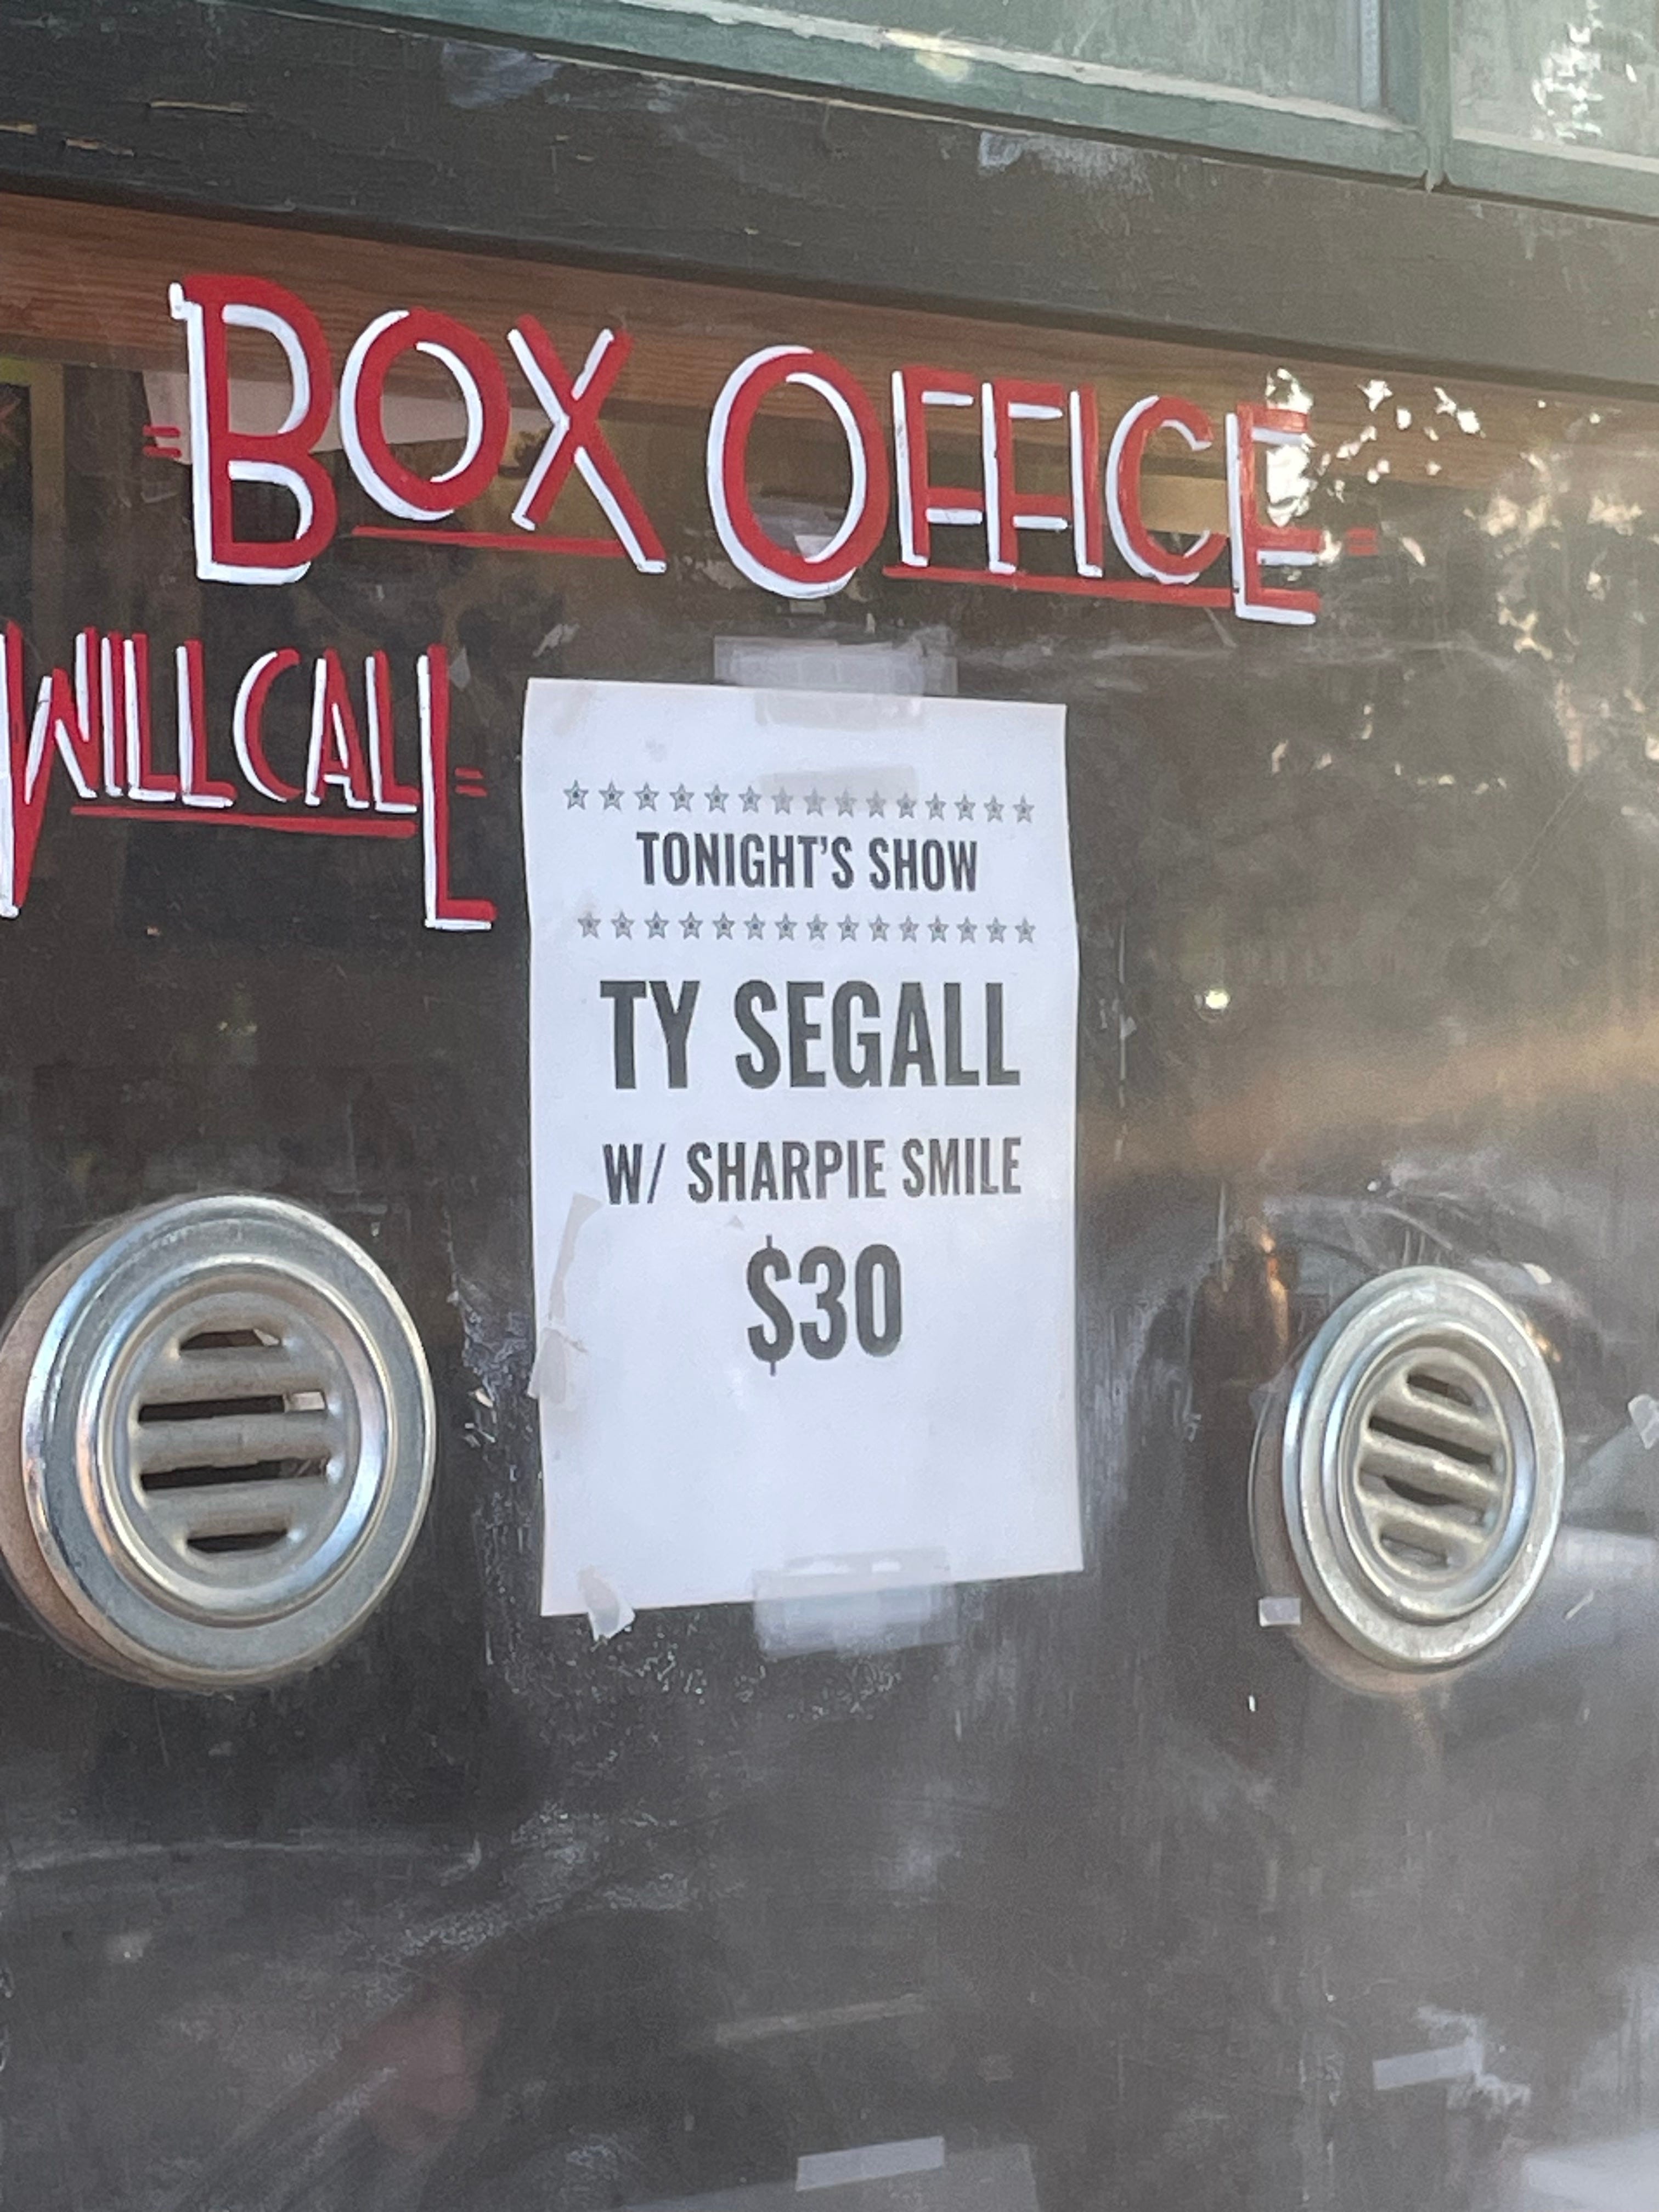 BOX OFFICE
WILL CALL
TONIGHT'S SHOW
TY SEGALL
W/ SHARPIE SMILE
$30